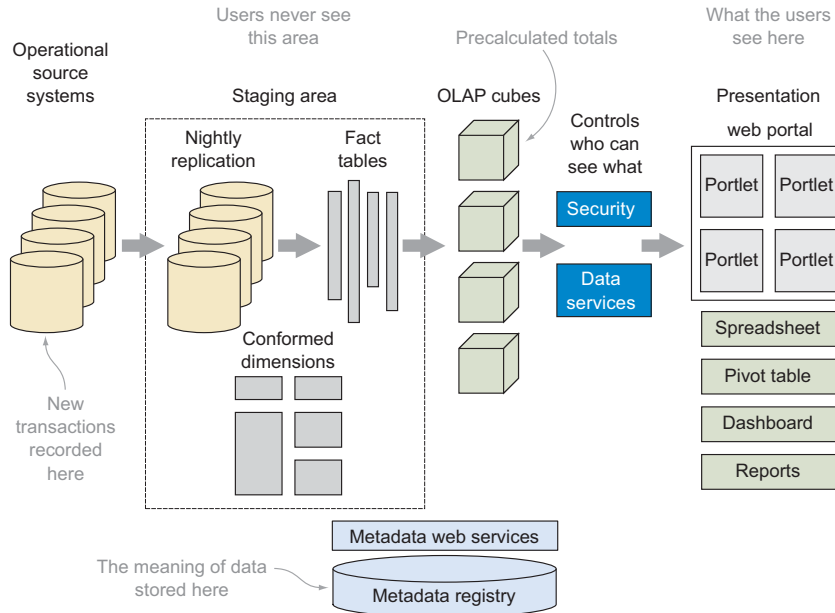 Users never see
this area
What the users
see here
Precalculated totals
Operational
source
systems
Staging area
OLAP cubes
Presentation
web portal
Nightly
replication
Fact
tables
Controls
who can
see what
Portlet
Portlet
Security
Portlet
Portlet
Data
services
Conformed
dimensions
Spreadsheet
Pivot table
Dashboard
Reports
New
transactions
recorded
here
Metadata web services
The meaning of data
stored here
Metadata registry